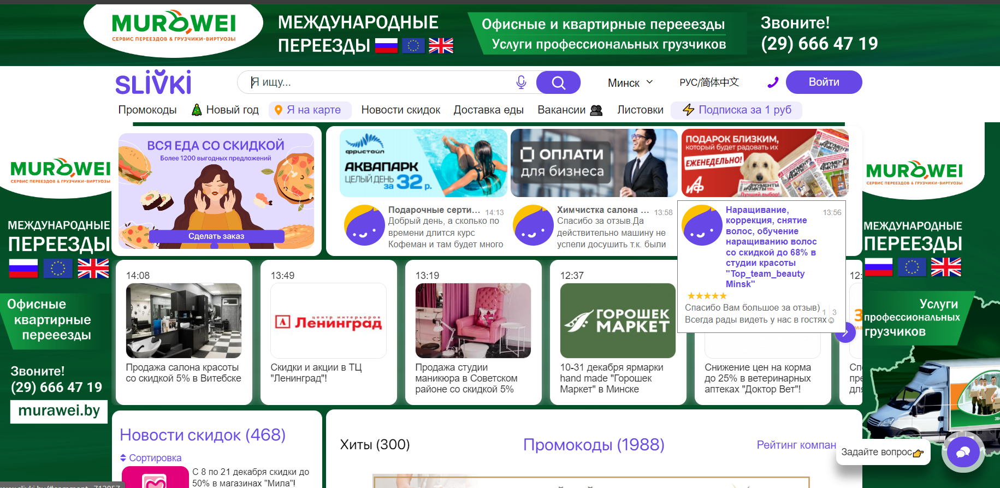 MURAWEI
СЕРВИС ПЕРЕЕЗДОВ & ГРУЗЧИКИ-ВИРТУОЗЫ
МЕЖДУНАРОДНЫЕ
ПЕРЕЕЗДЫ
Офисные и квартирные перееезды
Услуги профессиональных грузчиков
Звоните!
(29) 666 47 19
SLIVKI
Я ищу...
Минск
РУС/简体中文
Войти
Промокоды
Новый год
Я на карте
Новости скидок
Доставка еды
Вакансии
Листовки
Подписка за 1 руб
MURAWEI
СЕРВИС ПЕРЕЕЗДОВ & ГРУЗЧИКИ-ВИРТУОЗЫ
МЕЖДУНАРОДНЫЕ
ПЕРЕЕЗДЫ
Офисные
квартирные
перееезды
Звоните!
(29) 666 47 19
murawei.by
ВСЯ ЕДА СО СКИДКОЙ
Более 1200 выгодных предложений
Сделать заказ
фристайл
АКВАПАРК
ЦЕЛЫЙ ДЕНЬ
за 32 р.
ОПЛАТИ
для бизнеса
ПОДАРОК БЛИЗКИМ,
который будет радовать их
ЕЖЕНЕДЕЛЬНО!
аиф
АРГУМЕНТЫ
И ФАКТЫ
Лучший выбор!
Подарочные серти... 14:13
Добрый день, а сколько по
времени длится курс
Кофеман и там будет много
Химчистка салона ... 13:58
Спасибо за отзыв.Да
действительно машину не
успели досушить т.к. были
Наращивание, 13:56
коррекция, снятие
волос, обучение
наращиванию волос
со скидкой до 68% в
студии красоты
"Top_team_beauty
Minsk"
Спасибо Вам большое за отзыв)
Всегда рады видеть у нас в гостях☺
1 3
14:08
Продажа салона красоты
со скидкой 5% в Витебске
13:49
центр интерьеров
Ленинград
Скидки и акции в ТЦ
"Ленинград"!
13:19
Продажа студии
маникюра в Советском
районе со скидкой 5%
12:37
ГОРОШЕК
МАРКЕТ
10-31 декабря ярмарки
hand made "Горошек
Маркет" в Минске
Снижение цен на корма
до 25% в ветеринарных
аптеках "Доктор Вет"!
12:
MURAWEI
СЕРВИС ПЕРЕЕЗДОВ & ГРУЗЧИКИ-ВИРТУОЗЫ
МЕЖДУНАРОДНЫЕ
ПЕРЕЕЗДЫ
Услуги
профессиональных
грузчиков
Новости скидок (468)
Сортировка
С 8 по 21 декабря скидки до
50% в магазинах "Мила"!
Хиты (300)
Промокоды (1988)
Рейтинг компан
Задайте вопрос